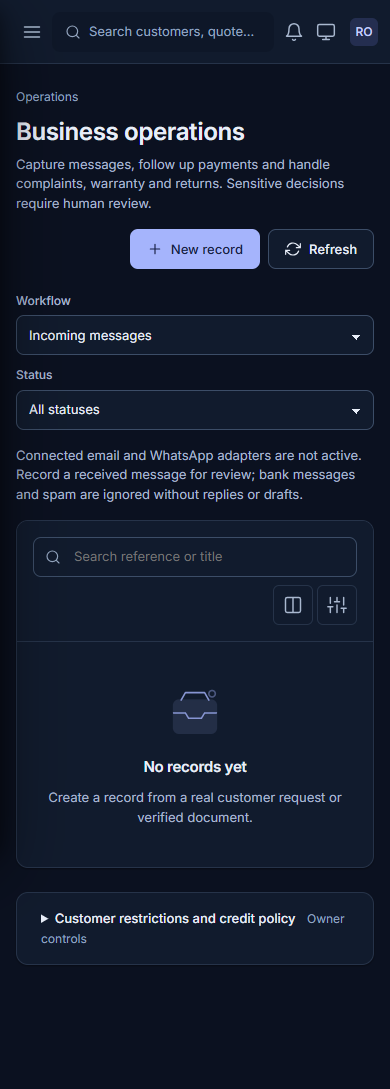 Search customers, quote...
RO
Operations
Business operations
Capture messages, follow up payments and handle
complaints, warranty and returns. Sensitive decisions
require human review.
New record
Refresh
Workflow
Incoming messages
Status
All statuses
Connected email and WhatsApp adapters are not active.
Record a received message for review; bank messages
and spam are ignored without replies or drafts.
Search reference or title
No records yet
Create a record from a real customer request or
verified document.
Customer restrictions and credit policy Owner
controls